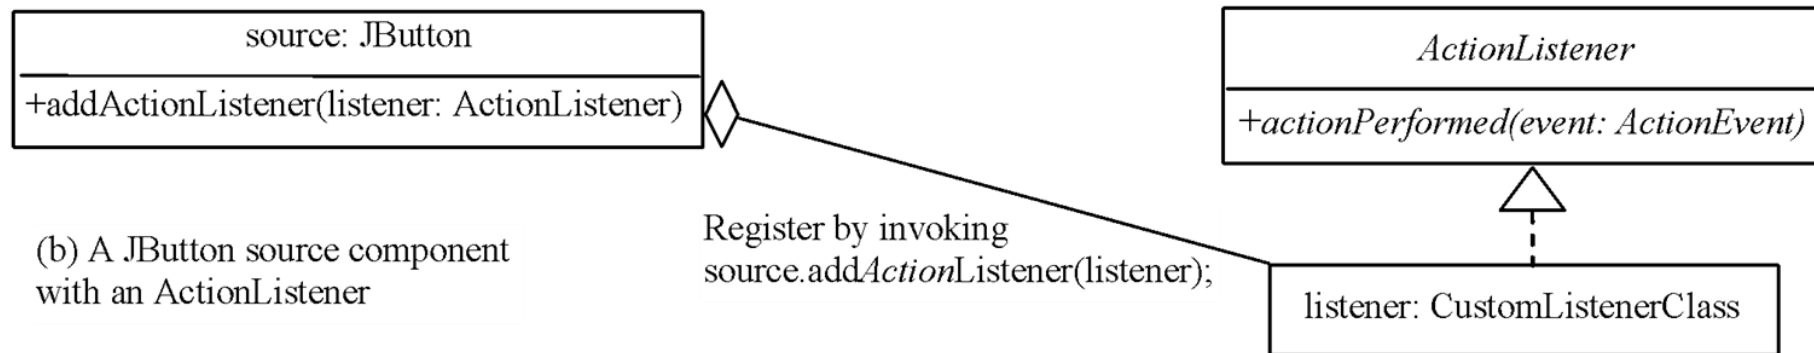 source: JButton
+addActionListener(listener: ActionListener)
ActionListener
+actionPerformed(event: ActionEvent)
(b) A JButton source component
with an ActionListener
Register by invoking
source.addActionListener(listener);
listener: CustomListenerClass